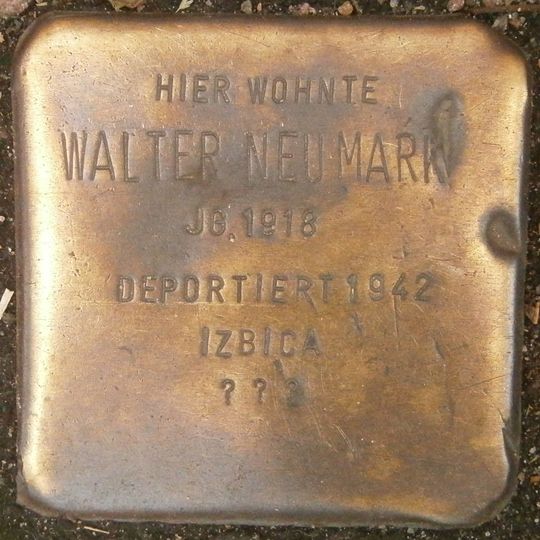 HIER WOHNTE
WALTER NEUMARK
JG. 1918
DEPORTIERT 1942
IZBICA
? ? ?